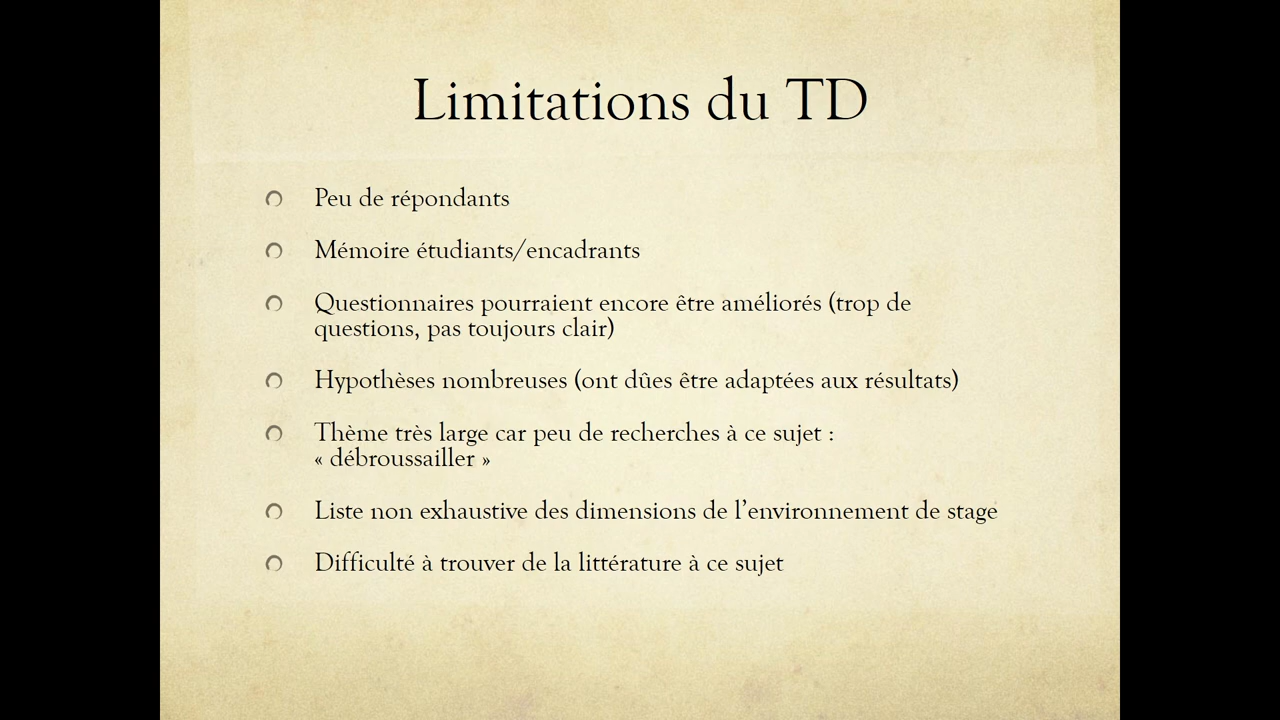 Limitations du TD
Peu de répondants
Mémoire étudiants/encadrants
Questionnaires pourraient encore être améliorés (trop de
questions, pas toujours clair)
Hypothèses nombreuses (ont dûes être adaptées aux résultats)
Thème très large car peu de recherches à ce sujet :
« débroussailler »
Liste non exhaustive des dimensions de l’environnement de stage
Difficulté à trouver de la littérature à ce sujet